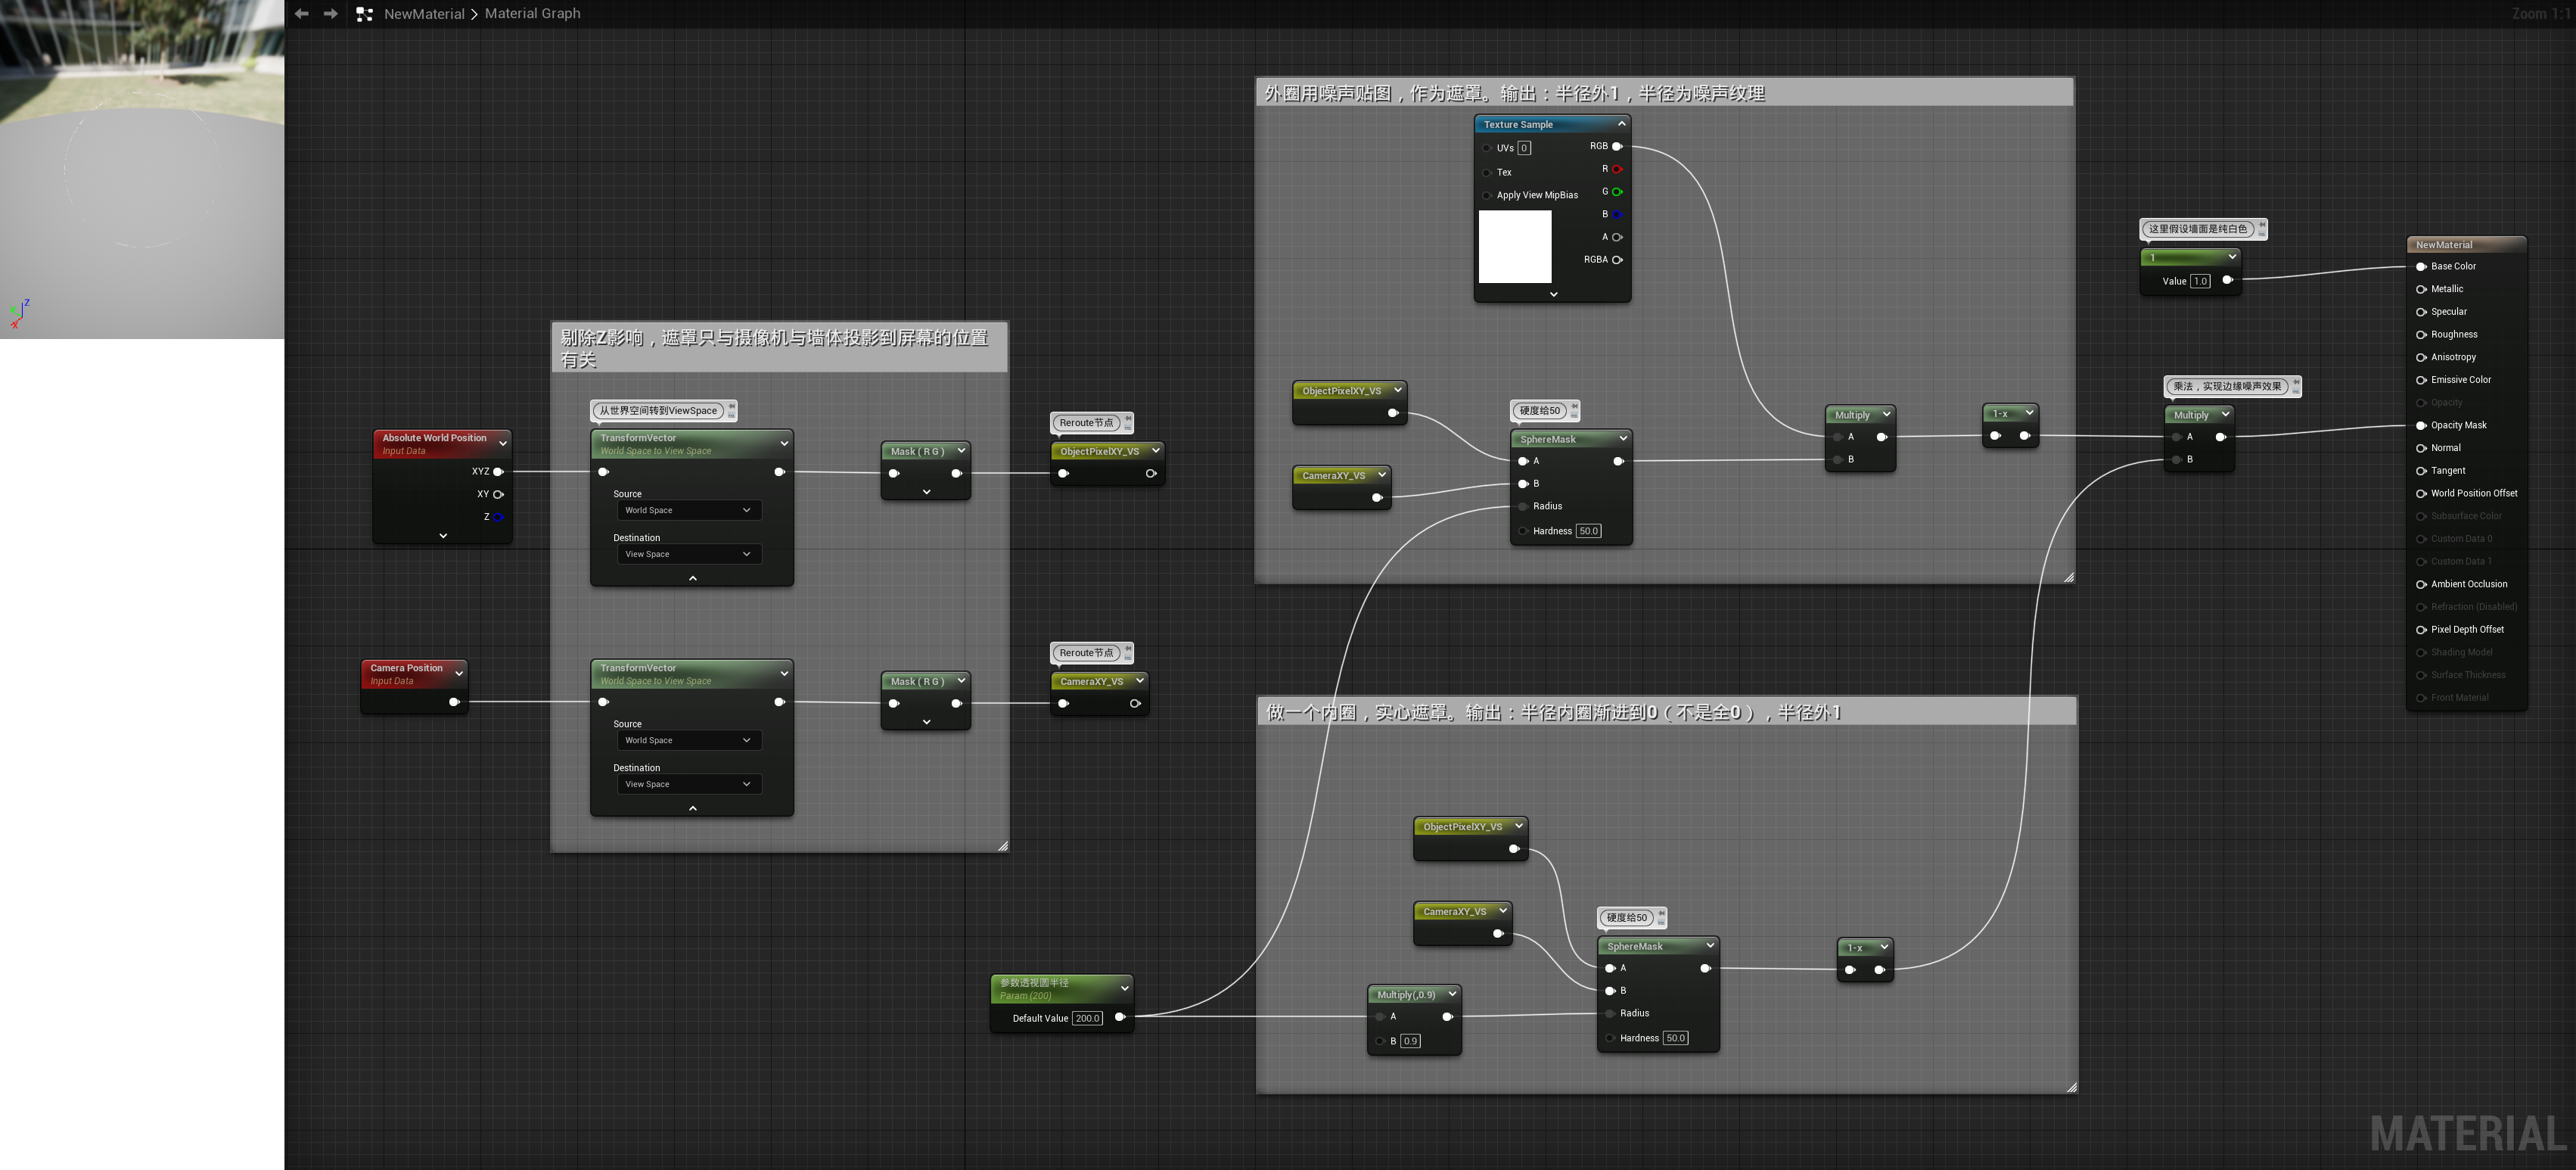 NewMaterial > Material Graph
Zoom 1:1
外圈用噪声贴图，作为遮罩。输出：半径外1，半径为噪声纹理
Texture Sample
UVs 0
Tex
Apply View MipBias
RGB
R
G
B
A
RGBA
ObjectPixelXY_VS
CameraXY_VS
硬度给50
SphereMask
A
B
Radius
Hardness 50.0
Multiply
A
B
1-x
这里假设墙面是纯白色
1
Value 1.0
乘法，实现边缘噪声效果
Multiply
A
B
NewMaterial
Base Color
Metallic
Specular
Roughness
Anisotropy
Emissive Color
Opacity
Opacity Mask
Normal
Tangent
World Position Offset
Subsurface Color
Custom Data 0
Custom Data 1
Ambient Occlusion
Refraction (Disabled)
Pixel Depth Offset
Shading Model
Surface Thickness
Front Material
Z
X
剔除Z影响，遮罩只与摄像机与墙体投影到屏幕的位置
有关
Absolute World Position
Input Data
XYZ
XY
Z
从世界空间转到ViewSpace
TransformVector
World Space to View Space
Source
World Space
Destination
View Space
Mask ( R G )
Reroute节点
ObjectPixelXY_VS
Camera Position
Input Data
TransformVector
World Space to View Space
Source
World Space
Destination
View Space
Mask ( R G )
Reroute节点
CameraXY_VS
做一个内圈，实心遮罩。输出：半径内圈渐进到0（不是全0），半径外1
ObjectPixelXY_VS
CameraXY_VS
硬度给50
SphereMask
A
B
Radius
Hardness 50.0
1-x
参数透视圆半径
Param (200)
Default Value 200.0
Multiply(,0.9)
A
B 0.9
MATERIAL